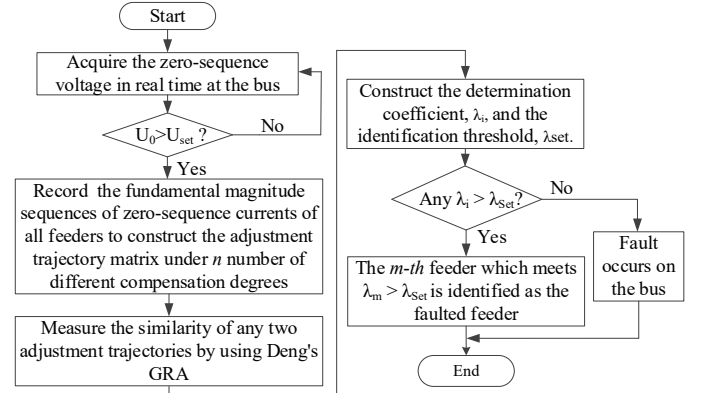 Start
Acquire the zero-sequence
voltage in real time at the bus
U₀>Uset ?
No
Yes
Record the fundamental magnitude
sequences of zero-sequence currents of
all feeders to construct the adjustment
trajectory matrix under n number of
different compensation degrees
Measure the similarity of any two
adjustment trajectories by using Deng's
GRA
Construct the determination
coefficient, λᵢ, and the
identification threshold, λset.
Any λᵢ > λSet?
No
Yes
The m-th feeder which meets
λm > λSet is identified as the
faulted feeder
Fault
occurs on
the bus
End